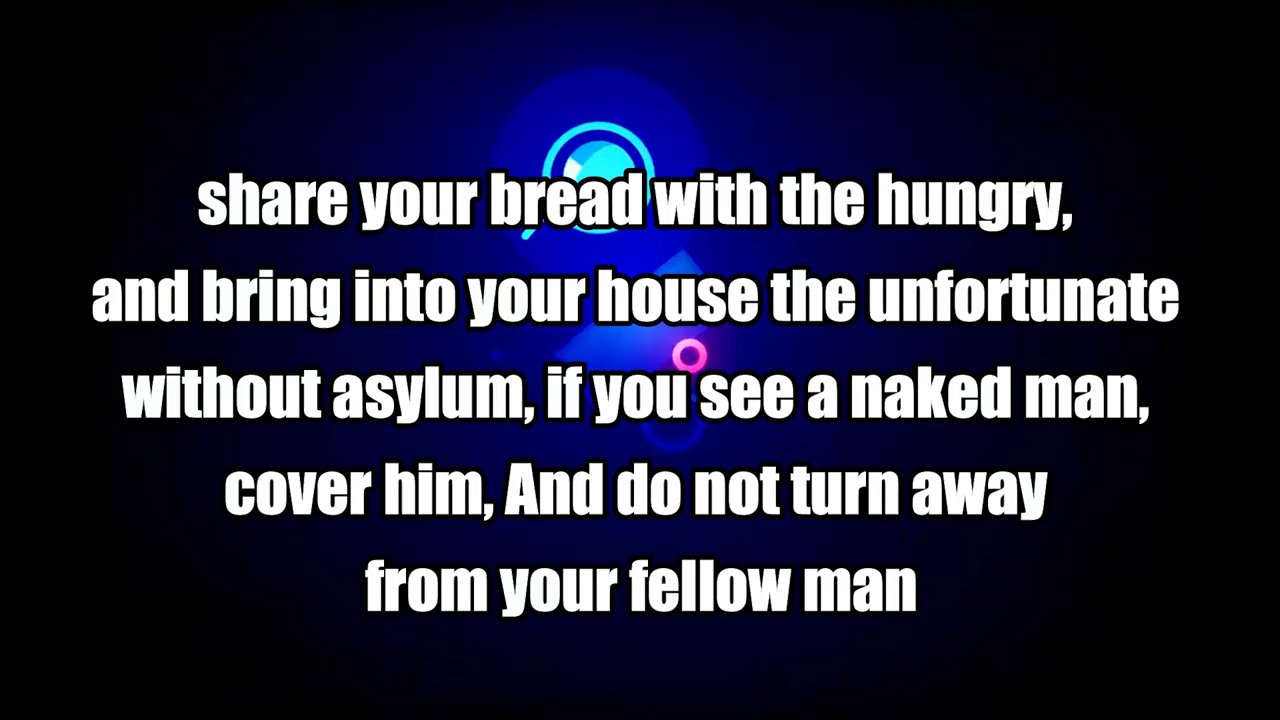 share your bread with the hungry,
and bring into your house the unfortunate
without asylum, if you see a naked man,
cover him, And do not turn away
from your fellow man